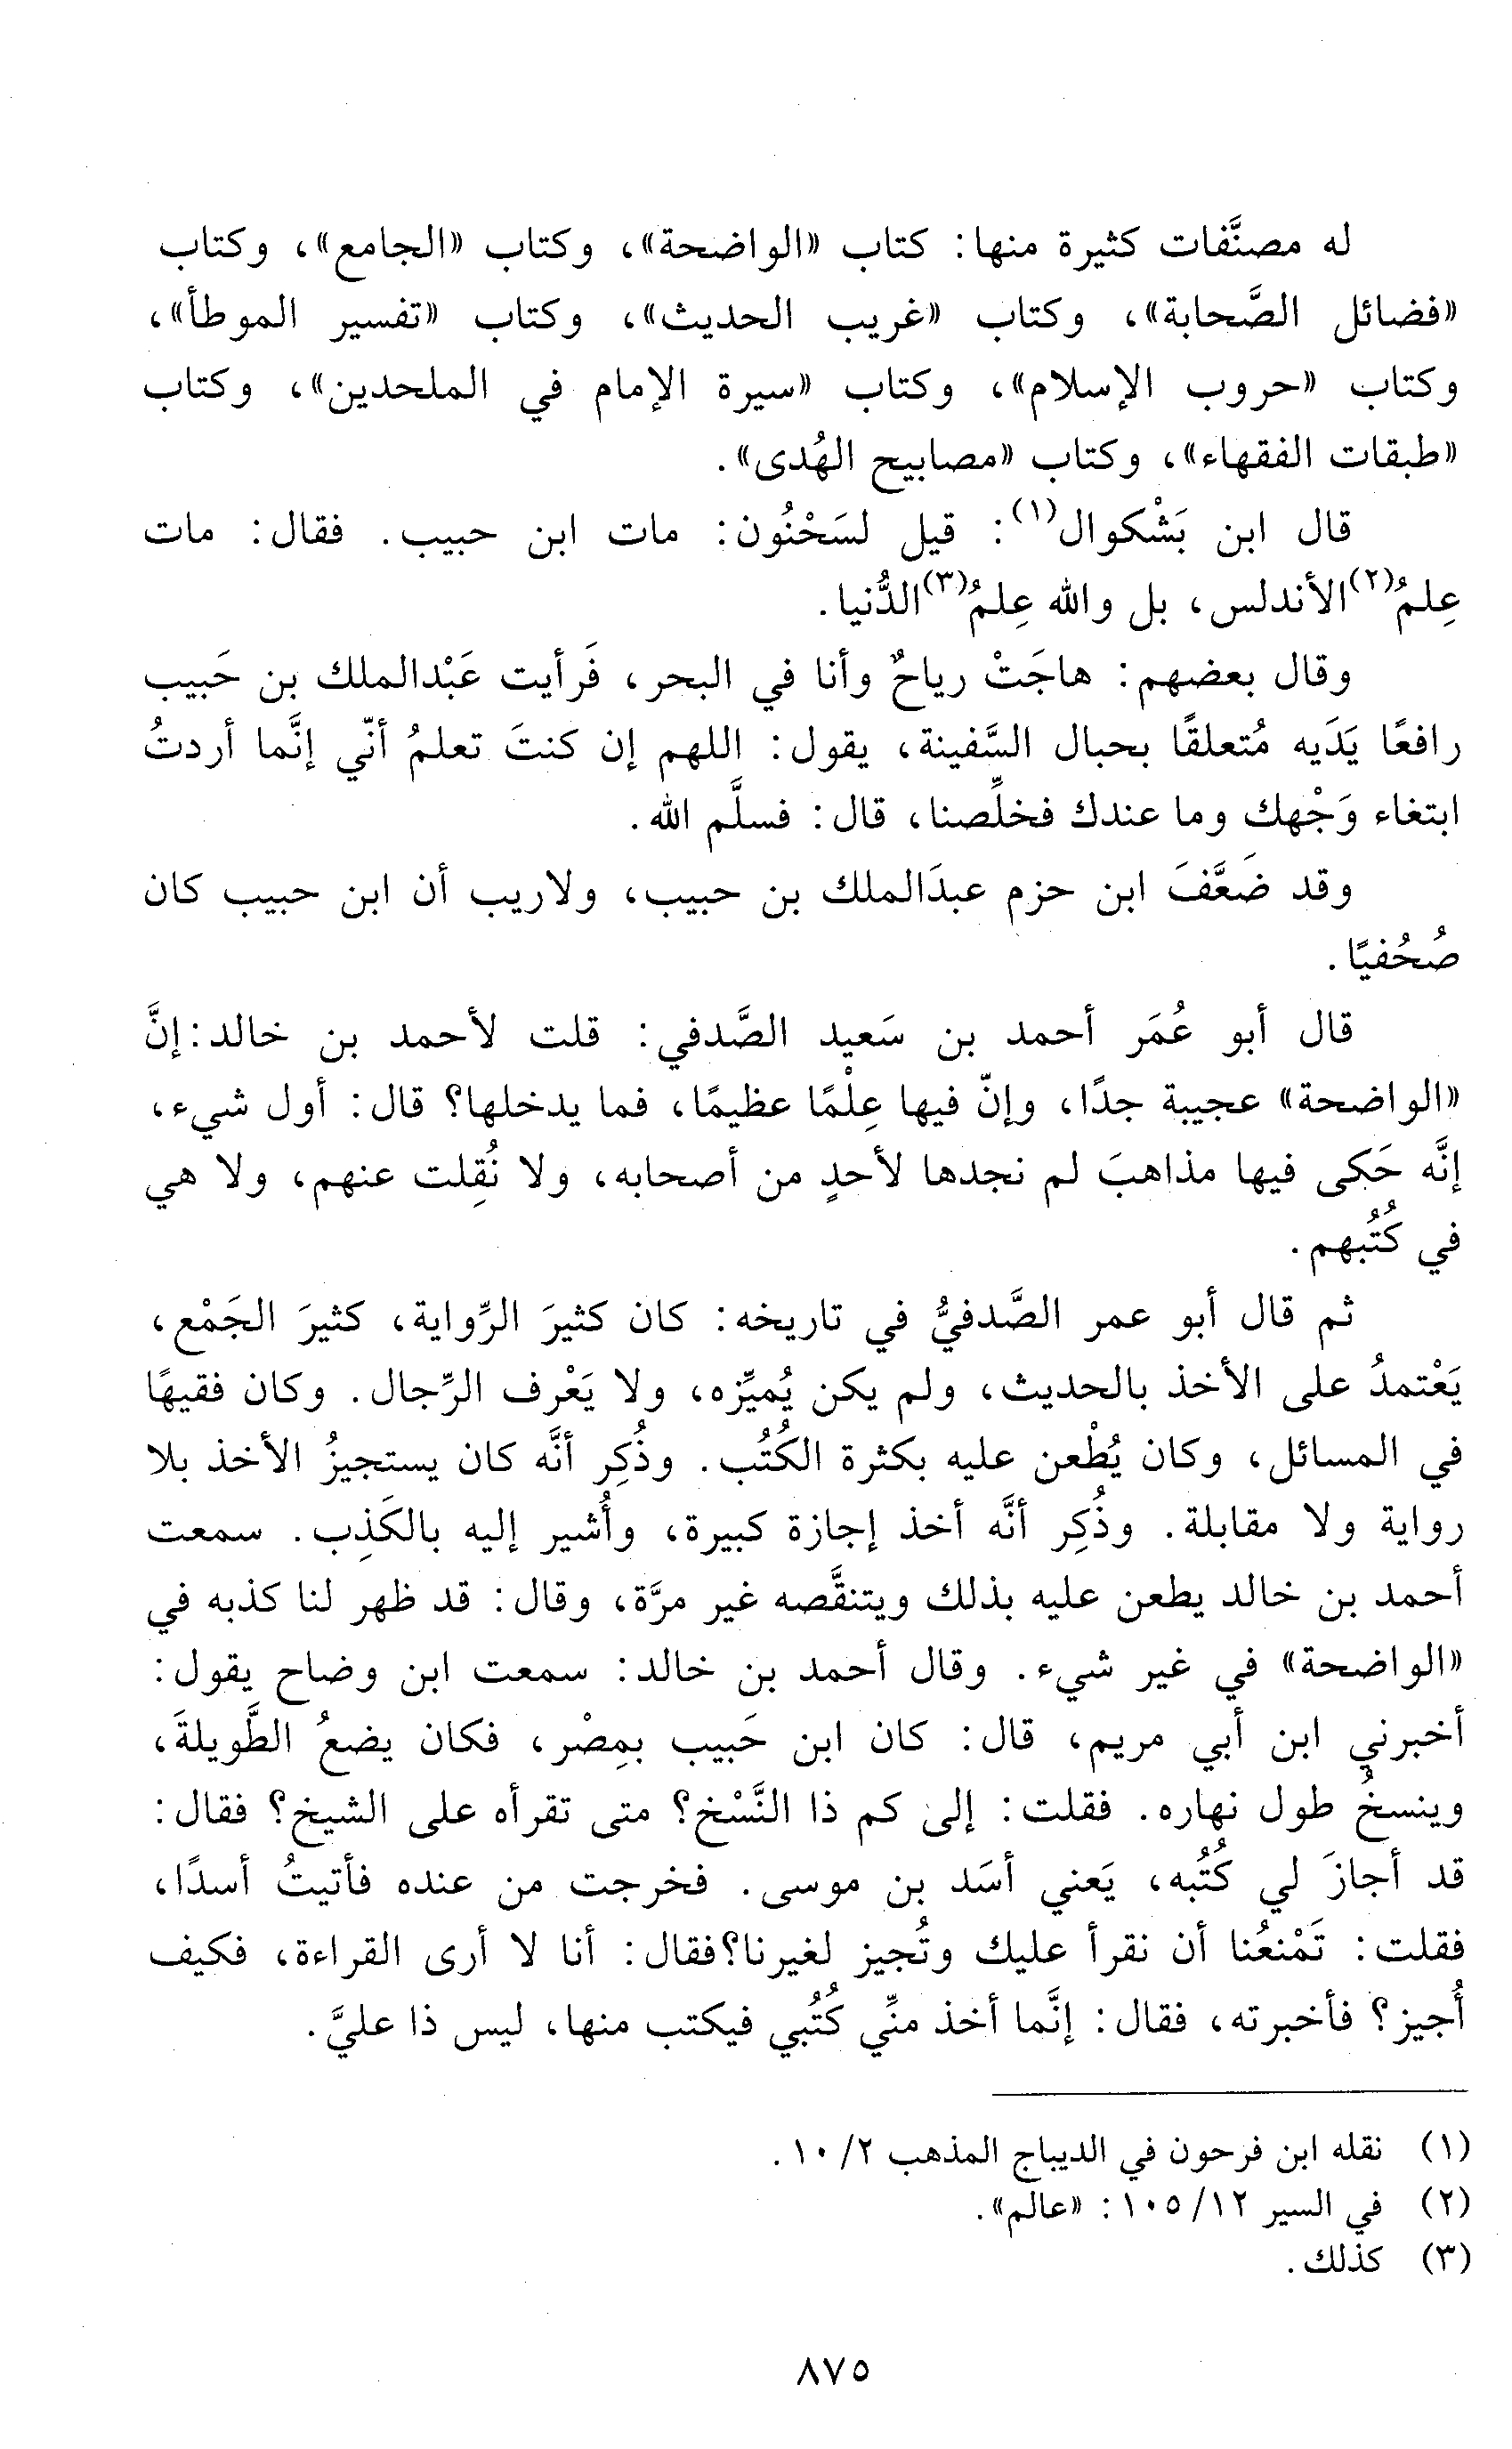 له مصنَّفات كثيرة منها: كتاب «الواضحة»، وكتاب «الجامع»، وكتاب
«فضائل الصَّحابة»، وكتاب «غريب الحديث»، وكتاب «تفسير الموطأ»،
وكتاب «حروب الإسلام»، وكتاب «سيرة الإمام في الملحدين»، وكتاب
«طبقات الفقهاء»، وكتاب «مصابيح الهُدى».
قال ابن بَشْكوال(١): قيل لسَحْنُون: مات ابن حبيب. فقال: مات
عِلمُ(٢) الأندلس، بل والله عِلمُ(٣) الدُّنيا.
وقال بعضهم: هاجَتْ رياحٌ وأنا في البحر، فَرأيت عَبْدالملك بن حَبيب
رافعًا يَدَيه مُتعلقًا بحبال السَّفينة، يقول: اللهم إن كنتَ تعلمُ أنّي إنَّما أردتُ
ابتغاء وَجْهك وما عندك فخلِّصنا، قال: فسلَّم الله.
وقد ضَعَّفَ ابن حزم عبدَالملك بن حبيب، ولاريب أن ابن حبيب كان
صُحُفيًا.
قال أبو عُمَر أحمد بن سَعيد الصَّدفي: قلت لأحمد بن خالد: إنَّ
«الواضحة» عجيبة جدًا، وإنّ فيها عِلْمًا عظيمًا، فما يدخلها؟ قال: أول شيء،
إنَّه حَكى فيها مذاهبَ لم نجدها لأحدٍ من أصحابه، ولا نُقِلت عنهم، ولا هي
في كُتُبهم.
ثم قال أبو عمر الصَّدفيُّ في تاريخه: كان كثيرَ الرِّواية، كثيرَ الجَمْع،
يَعْتمدُ على الأخذ بالحديث، ولم يكن يُميِّزه، ولا يَعْرف الرِّجال. وكان فقيهًا
في المسائل، وكان يُطْعن عليه بكثرة الكُتُب. وذُكِر أنَّه كان يستجيزُ الأخذ بلا
رواية ولا مقابلة. وذُكِر أنَّه أخذ إجازة كبيرة، وأُشير إليه بالكَذِب. سمعت
أحمد بن خالد يطعن عليه بذلك ويتنقَّصه غير مرَّة، وقال: قد ظهر لنا كذبه في
«الواضحة» في غير شيء. وقال أحمد بن خالد: سمعت ابن وضاح يقول:
أخبرني ابن أبي مريم، قال: كان ابن حَبيب بمِصْر، فكان يضعُ الطَّويلةَ،
وينسخُ طول نهاره. فقلت: إلى كم ذا النَّسْخ؟ متى تقرأه على الشيخ؟ فقال:
قد أجازَ لي كُتُبه، يَعني أسَد بن موسى. فخرجت من عنده فأتيتُ أسدًا،
فقلت: تَمْنعُنا أن نقرأ عليك وتُجيز لغيرنا؟ فقال: أنا لا أرى القراءة، فكيف
أُجيز؟ فأخبرته، فقال: إنَّما أخذ منِّي كُتُبي فيكتب منها، ليس ذا عليَّ.
(١) نقله ابن فرحون في الديباج المذهب ٢/ ١٠.
(٢) في السير ١٢/ ١٠٥: «عالم».
(٣) كذلك.
٨٧٥